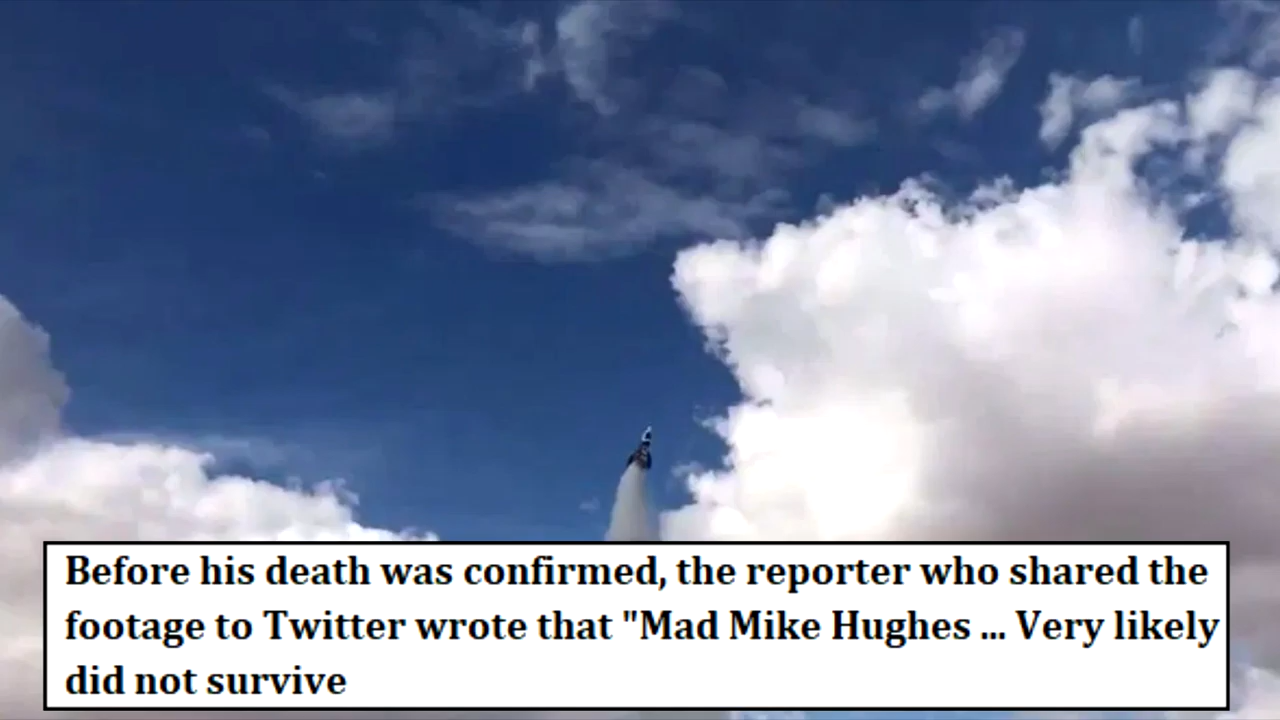 Before his death was confirmed, the reporter who shared the
footage to Twitter wrote that "Mad Mike Hughes ... Very likely
did not survive